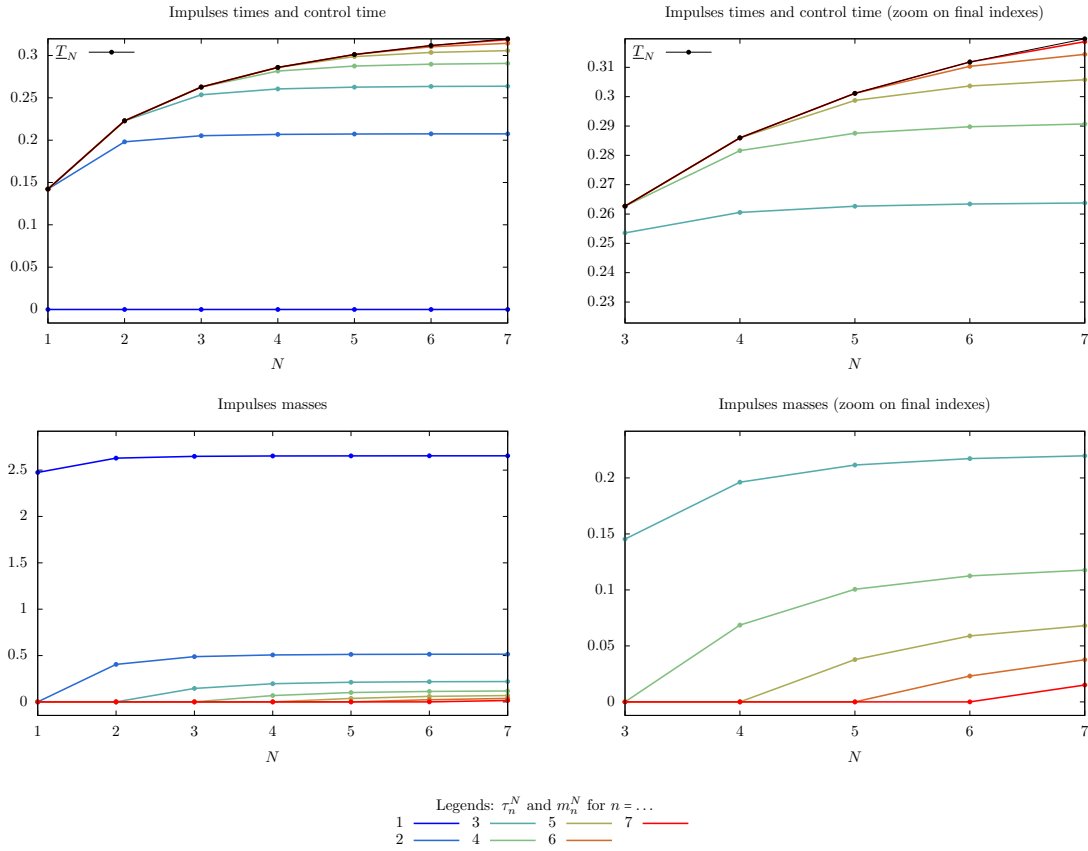 Impulses times and control time
T_N
0.3
0.25
0.2
0.15
0.1
0.05
0
1 2 3 4 5 6 7
N
Impulses times and control time (zoom on final indexes)
T_N
0.31
0.3
0.29
0.28
0.27
0.26
0.25
0.24
0.23
3 4 5 6 7
N
Impulses masses
2.5
2
1.5
1
0.5
0
1 2 3 4 5 6 7
N
Impulses masses (zoom on final indexes)
0.2
0.15
0.1
0.05
0
3 4 5 6 7
N
Legends: τ_n^N and m_n^N for n = …
1 3 5 7
2 4 6